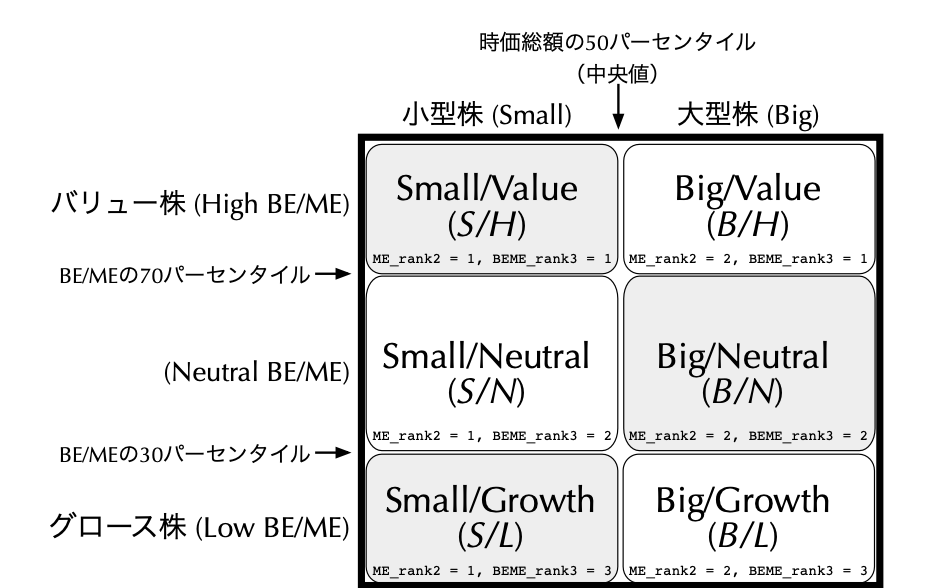 時価総額の50パーセンタイル
（中央値）
小型株 (Small)
大型株 (Big)
バリュー株 (High BE/ME)
Small/Value
(S/H)
ME_rank2 = 1, BEME_rank3 = 1
Big/Value
(B/H)
ME_rank2 = 2, BEME_rank3 = 1
BE/MEの70パーセンタイル
(Neutral BE/ME)
Small/Neutral
(S/N)
ME_rank2 = 1, BEME_rank3 = 2
Big/Neutral
(B/N)
ME_rank2 = 2, BEME_rank3 = 2
BE/MEの30パーセンタイル
グロース株 (Low BE/ME)
Small/Growth
(S/L)
ME_rank2 = 1, BEME_rank3 = 3
Big/Growth
(B/L)
ME_rank2 = 2, BEME_rank3 = 3